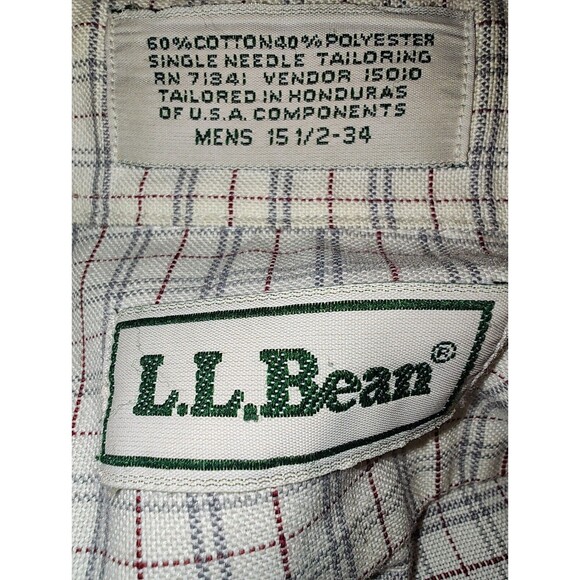 60%COTTON40%POLYESTER
SINGLE NEEDLE TAILORING
RN 71341 VENDOR 15010
TAILORED IN HONDURAS
OF U.S.A. COMPONENTS
MENS 15 1/2-34
L.L.Bean®